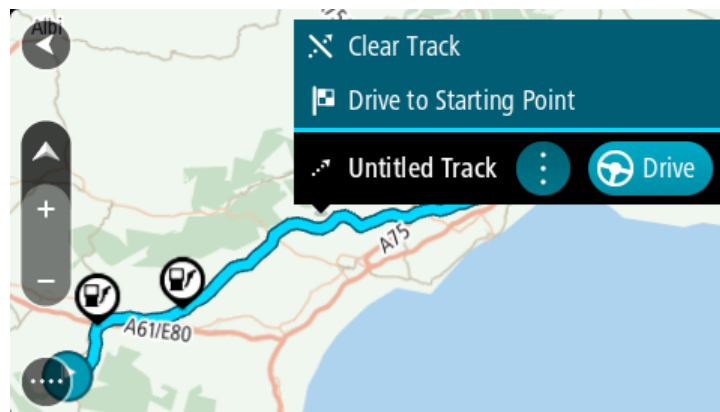 Albi
Clear Track
Drive to Starting Point
Untitled Track
Drive
A75
A61/E80